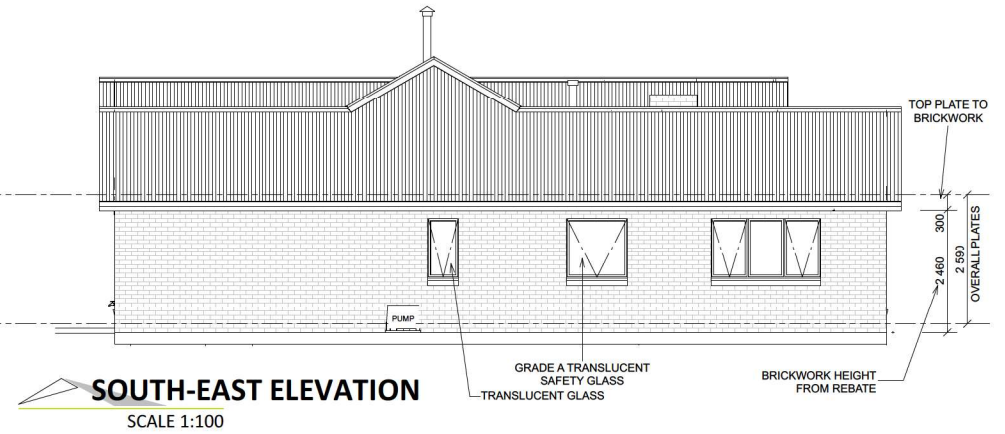 TOP PLATE TO
BRICKWORK
300
2 460
2 590
OVERALL PLATES
PUMP
GRADE A TRANSLUCENT
SAFETY GLASS
TRANSLUCENT GLASS
BRICKWORK HEIGHT
FROM REBATE
SOUTH-EAST ELEVATION
SCALE 1:100